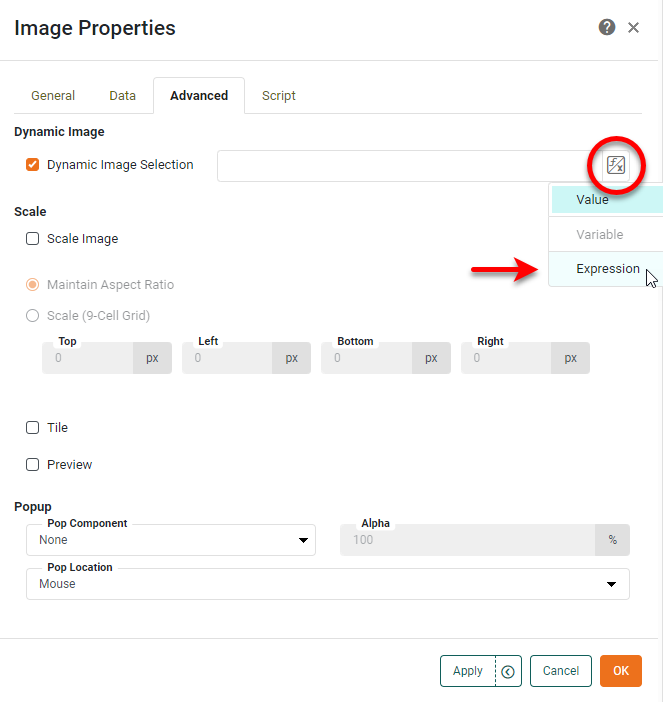 Image Properties
General Data Advanced Script
Dynamic Image
Dynamic Image Selection
Value
Scale
Scale Image
Variable
Expression
Maintain Aspect Ratio
Scale (9-Cell Grid)
Top Left Bottom Right
0 px 0 px 0 px 0 px
Tile
Preview
Popup
Pop Component Alpha
None 100 %
Pop Location
Mouse
Apply Cancel OK